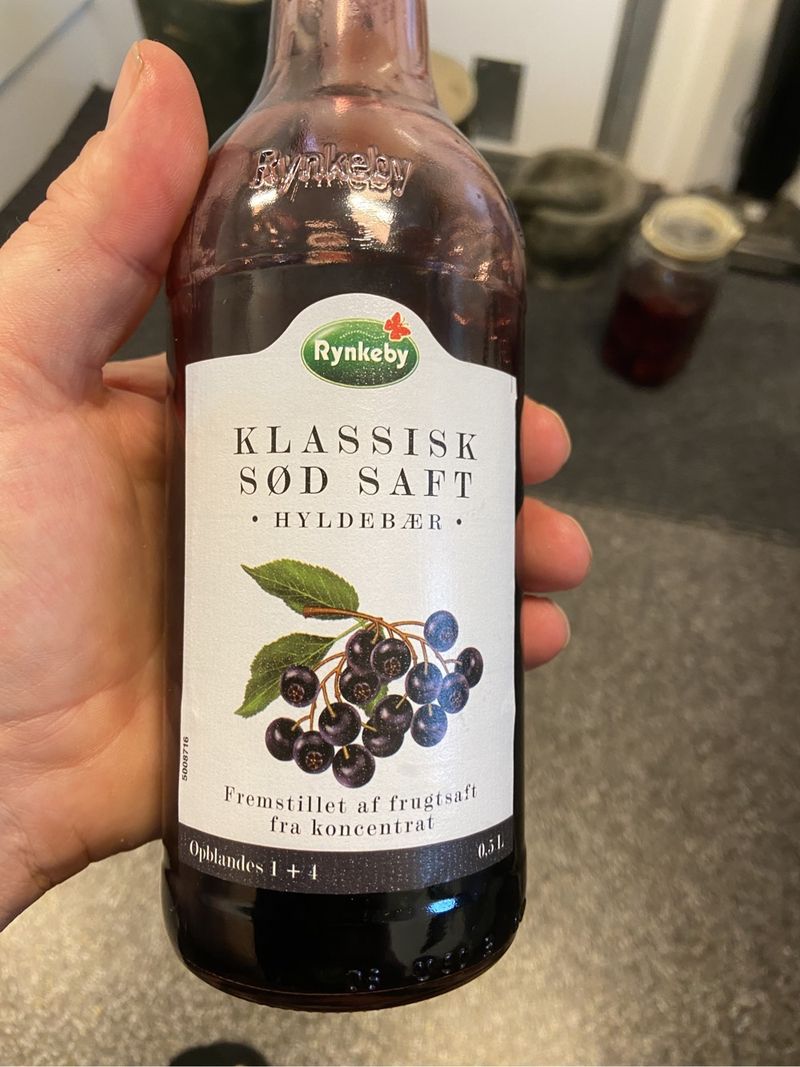 Rynkeby
Rynkeby
KLASSISK
SØD SAFT
• HYLDEBÆR •
5008716
Fremstillet af frugtsaft
fra koncentrat
Opblandes 1 + 4
0,5 L